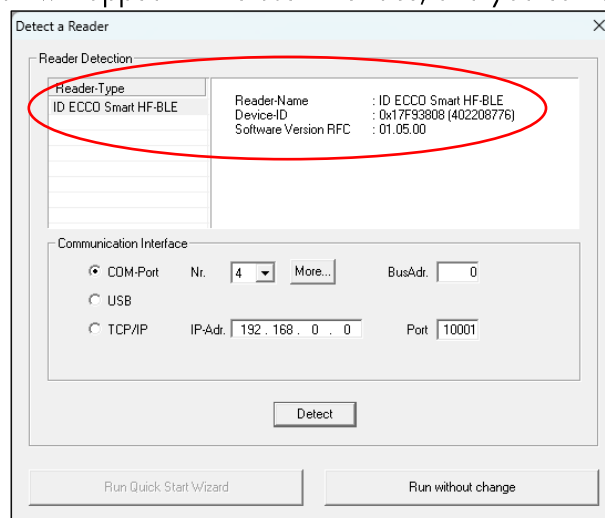 Detect a Reader
Reader Detection
Reader-Type
ID ECCO Smart HF-BLE
Reader-Name : ID ECCO Smart HF-BLE
Device-ID : 0x17F93808 (402208776)
Software Version RFC : 01.05.00
Communication Interface
COM-Port Nr. 4 More... BusAdr. 0
USB
TCP/IP IP-Adr. 192 . 168 . 0 . 0 Port 10001
Detect
Run Quick Start Wizard Run without change